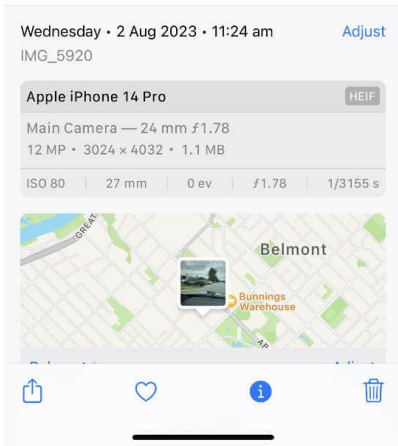 Wednesday • 2 Aug 2023 • 11:24 am Adjust
IMG_5920
Apple iPhone 14 Pro HEIF
Main Camera — 24 mm ƒ1.78
12 MP • 3024 × 4032 • 1.1 MB
ISO 80 27 mm 0 ev ƒ1.78 1/3155 s
GREAT
Belmont
Bunnings
Warehouse